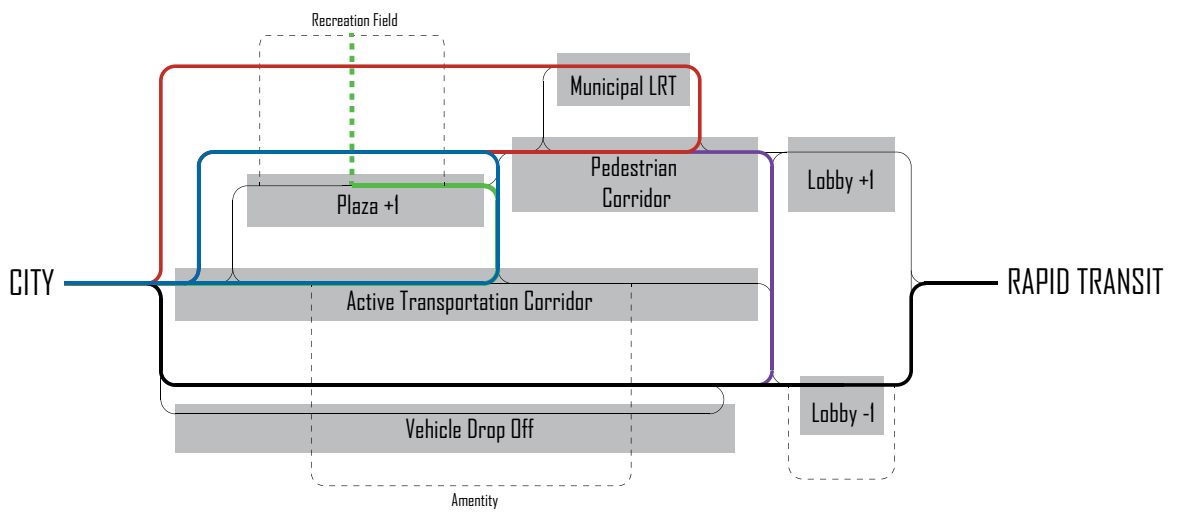 Recreation Field
Municipal LRT
Pedestrian
Corridor
Lobby +1
Plaza +1
CITY
RAPID TRANSIT
Active Transportation Corridor
Lobby -1
Vehicle Drop Off
Amentity